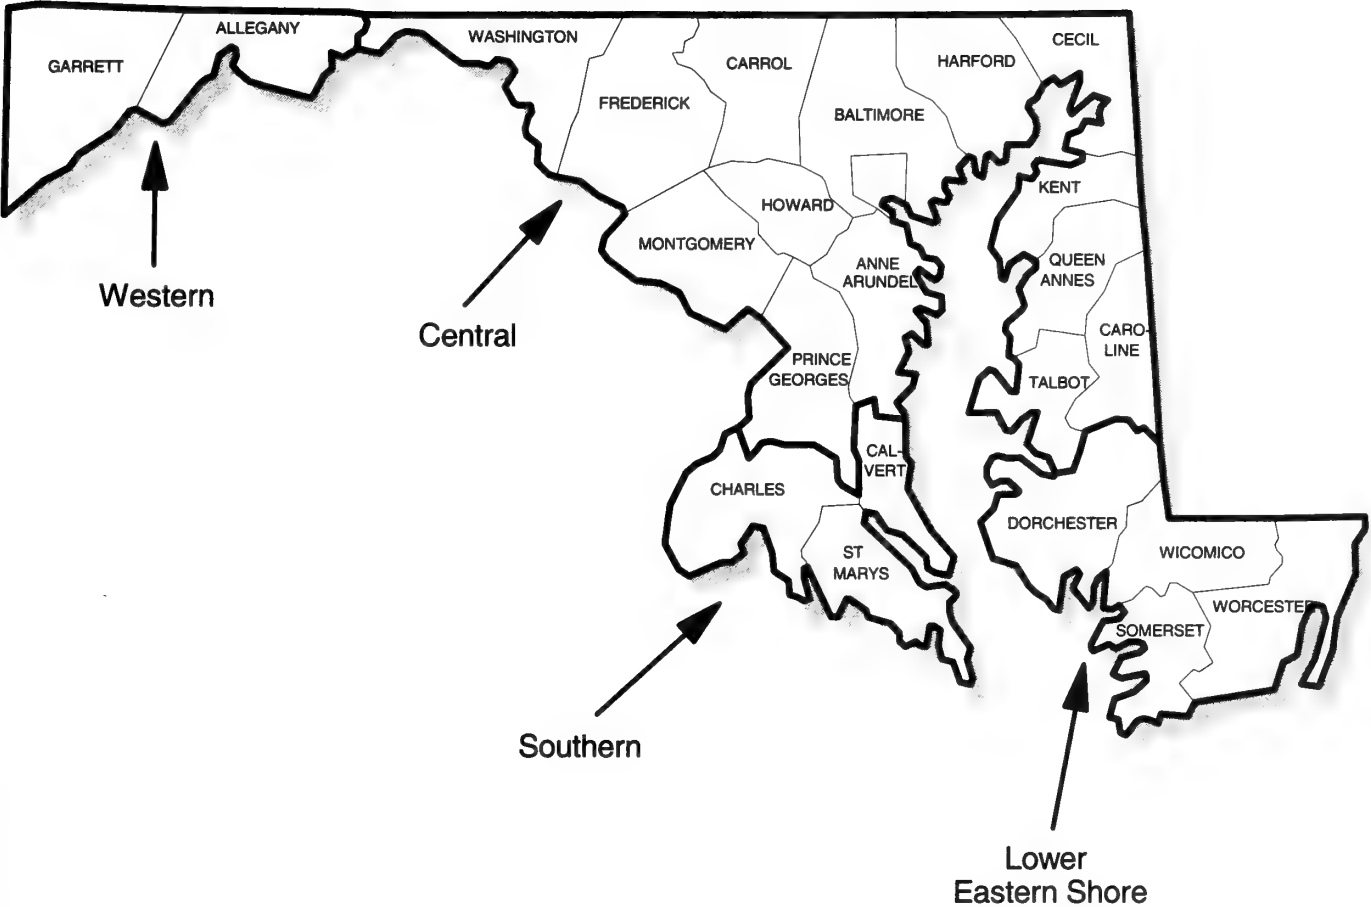 ALLEGANY
WASHINGTON
CECIL
GARRETT
CARROL
HARFORD
FREDERICK
BALTIMORE
KENT
HOWARD
MONTGOMERY
ANNE
ARUNDEL
QUEEN
ANNES
Western
Central
CARO-
LINE
PRINCE
GEORGES
TALBOT
CAL-
VERT
CHARLES
DORCHESTER
ST
MARYS
WICOMICO
WORCESTER
SOMERSET
Southern
Lower
Eastern Shore